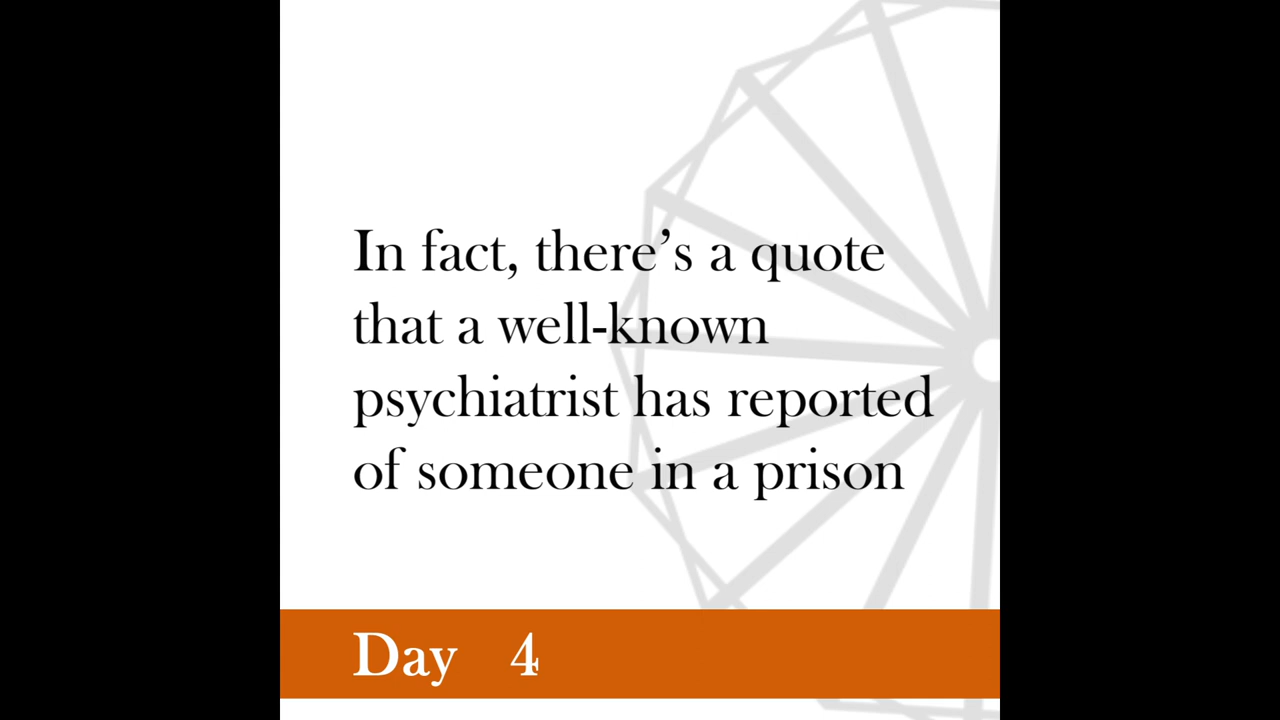 In fact, there’s a quote
that a well-known
psychiatrist has reported
of someone in a prison
Day 4